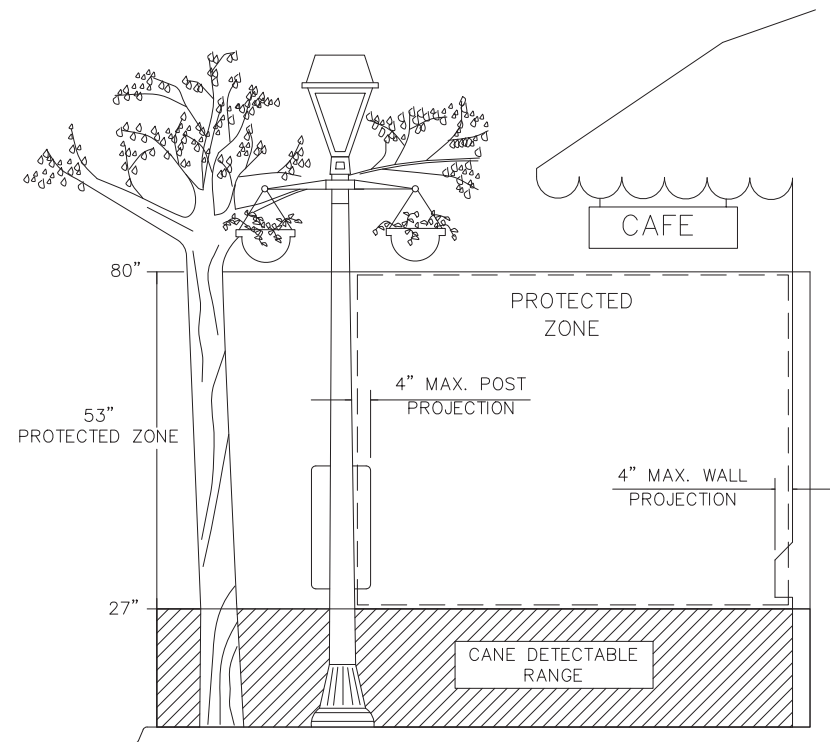 CAFE
80”
PROTECTED
ZONE
4” MAX. POST
PROJECTION
53”
PROTECTED ZONE
4” MAX. WALL
PROJECTION
27”
CANE DETECTABLE
RANGE